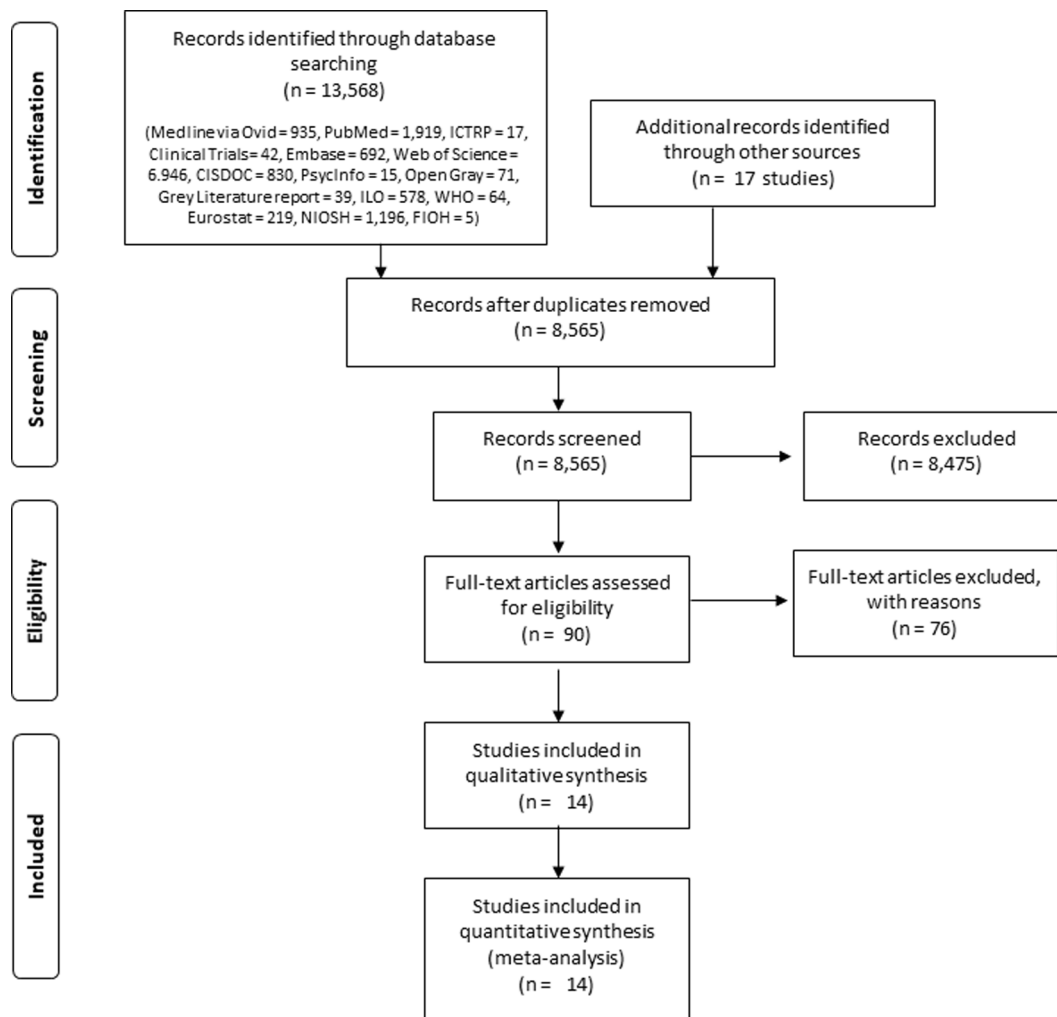 Identification
Records identified through database
searching
(n = 13,568)
(Medline via Ovid = 935, PubMed = 1,919, ICTRP = 17,
Clinical Trials= 42, Embase = 692, Web of Science =
6.946, CISDOC = 830, PsycInfo = 15, Open Gray = 71,
Grey Literature report = 39, ILO = 578, WHO = 64,
Eurostat = 219, NIOSH = 1,196, FIOH = 5)
Additional records identified
through other sources
(n = 17 studies)
Screening
Records after duplicates removed
(n = 8,565)
Records screened
(n = 8,565)
Records excluded
(n = 8,475)
Eligibility
Full-text articles assessed
for eligibility
(n = 90)
Full-text articles excluded,
with reasons
(n = 76)
Included
Studies included in
qualitative synthesis
(n = 14)
Studies included in
quantitative synthesis
(meta-analysis)
(n = 14)